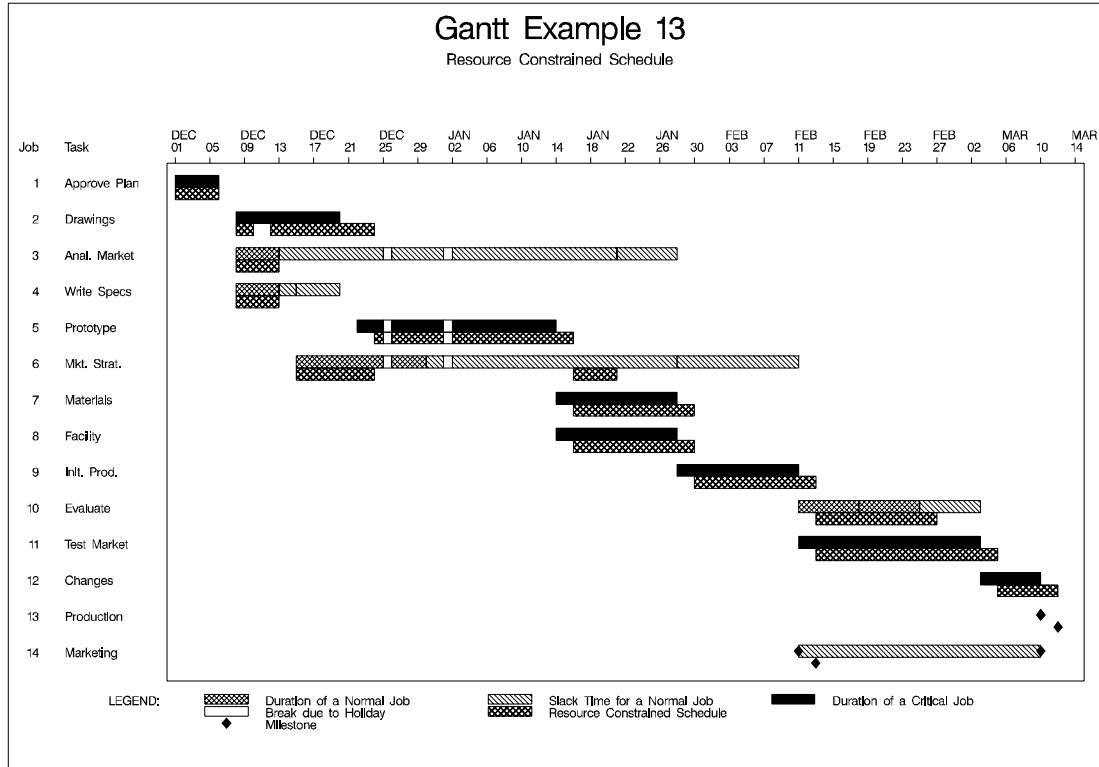 Gantt Example 13
Resource Constrained Schedule
DEC DEC DEC DEC JAN JAN JAN JAN FEB FEB FEB FEB MAR MAR
Job Task 01 05 09 13 17 21 25 29 02 06 10 14 18 22 26 28 03 07 11 15 19 23 27 02 06 10 14
1 Approve Plan
2 Drawings
3 Anal. Market
4 Write Specs
5 Prototype
6 Mkt. Strat.
7 Materials
8 Facility
9 Init. Prod.
10 Evaluate
11 Test Market
12 Changes
13 Production
14 Marketing
LEGEND: Duration of a Normal Job Slack Time for a Normal Job Duration of a Critical Job
Break due to Holiday Resource Constrained Schedule
Milestone